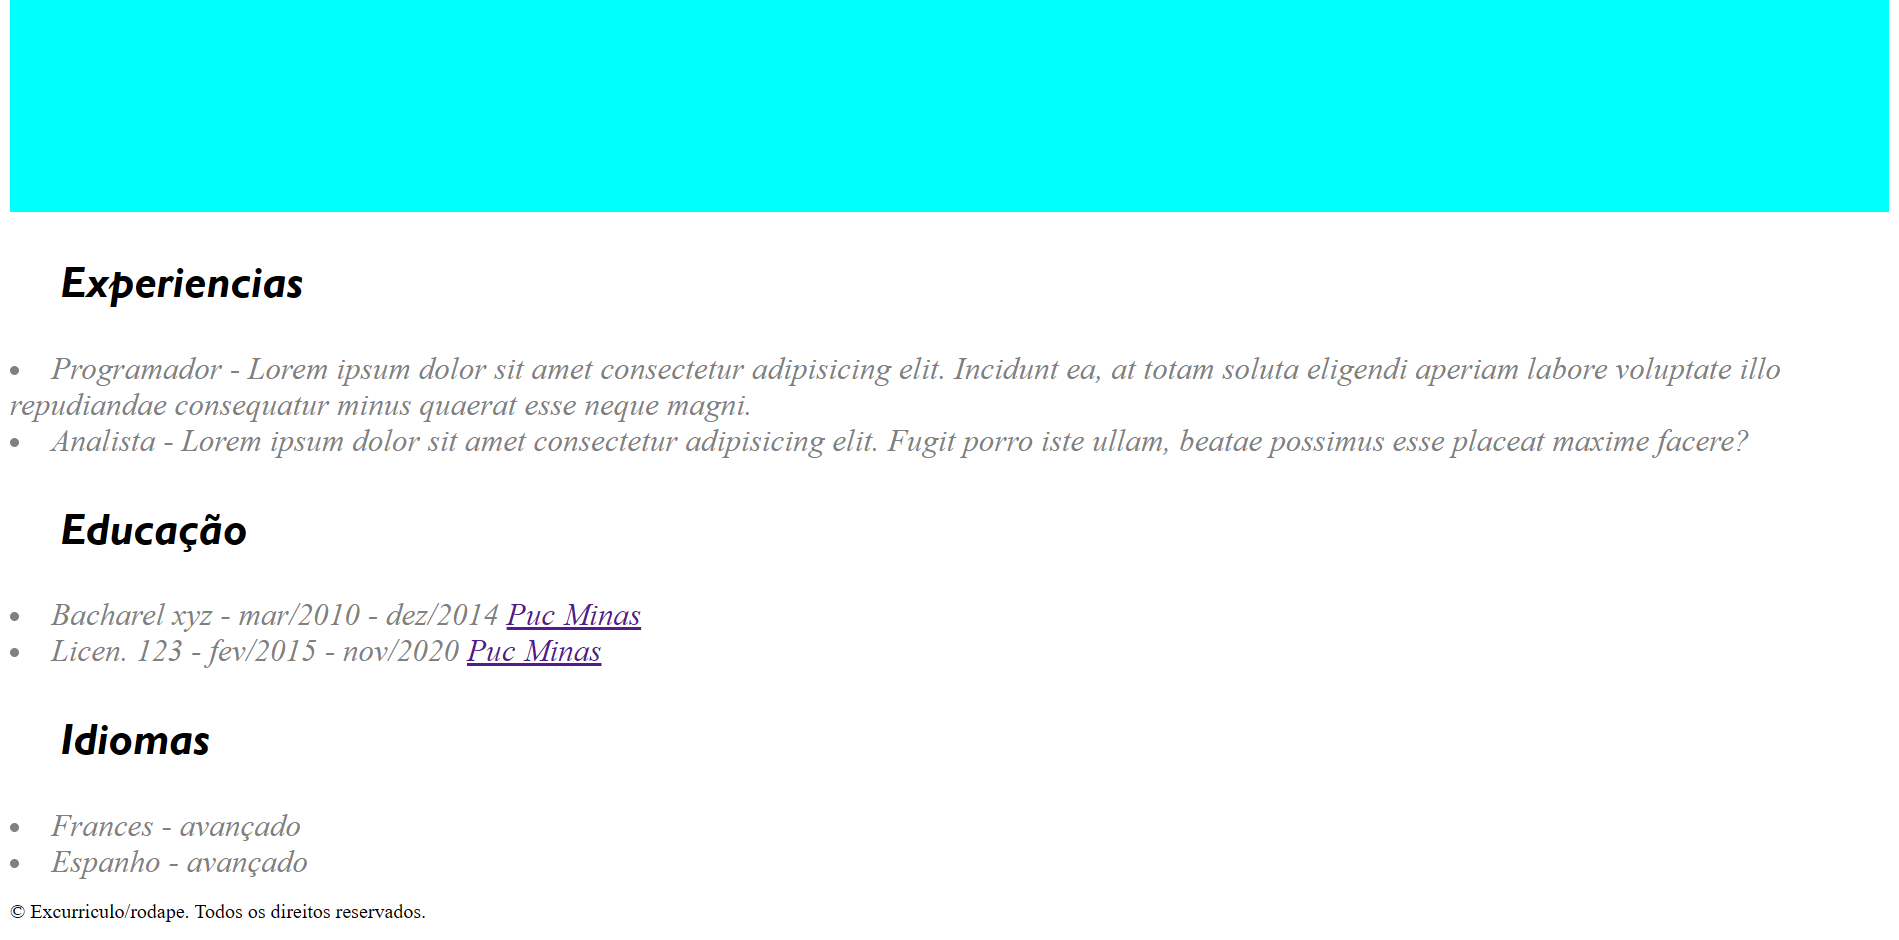 Experiencias
• Programador - Lorem ipsum dolor sit amet consectetur adipisicing elit. Incidunt ea, at totam soluta eligendi aperiam labore voluptate illo
repudiandae consequatur minus quaerat esse neque magni.
• Analista - Lorem ipsum dolor sit amet consectetur adipisicing elit. Fugit porro iste ullam, beatae possimus esse placeat maxime facere?
Educação
• Bacharel xyz - mar/2010 - dez/2014 Puc Minas
• Licen. 123 - fev/2015 - nov/2020 Puc Minas
Idiomas
• Frances - avançado
• Espanho - avançado
© Excurriculo/rodape. Todos os direitos reservados.